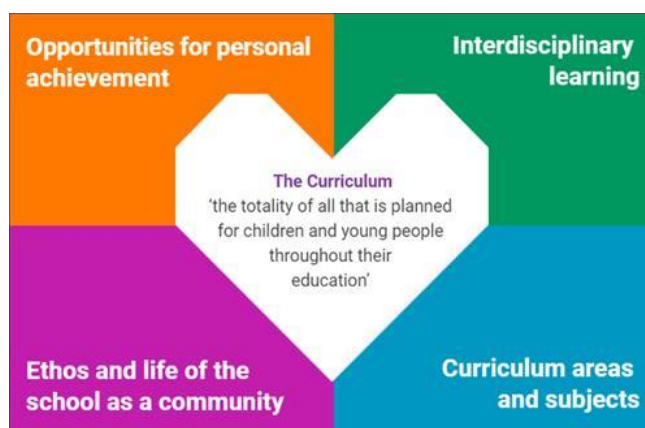 Opportunities for personal
achievement
Interdisciplinary
learning
The Curriculum
'the totality of all that is planned
for children and young people
throughout their
education'
Ethos and life of the
school as a community
Curriculum areas
and subjects